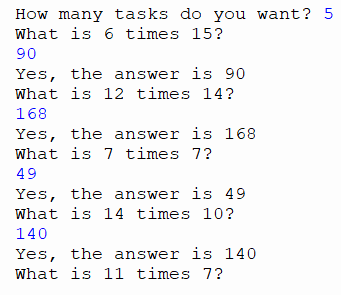 How many tasks do you want? 5
What is 6 times 15?
90
Yes, the answer is 90
What is 12 times 14?
168
Yes, the answer is 168
What is 7 times 7?
49
Yes, the answer is 49
What is 14 times 10?
140
Yes, the answer is 140
What is 11 times 7?